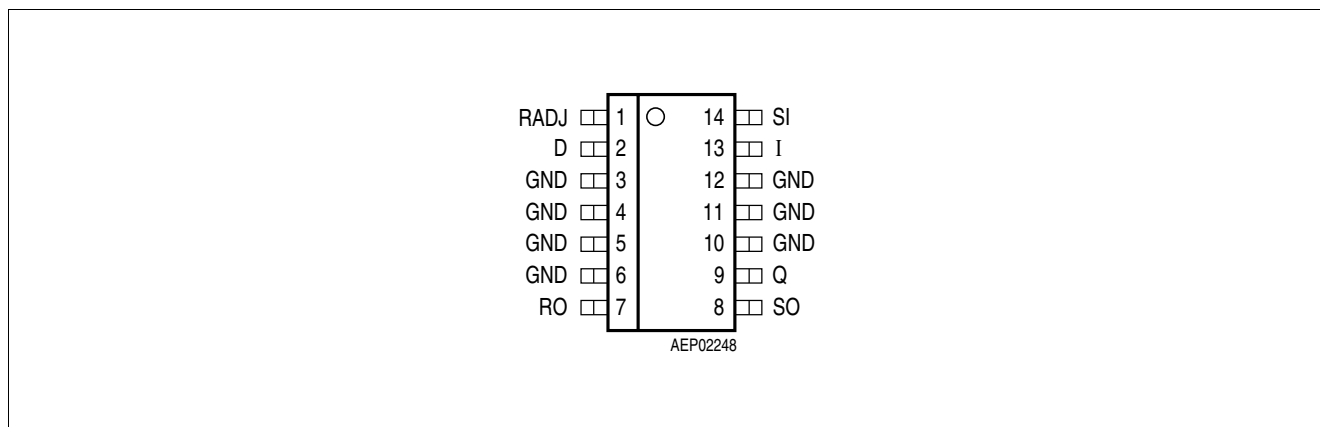 RADJ 1 14 SI
D 2 13 I
GND 3 12 GND
GND 4 11 GND
GND 5 10 GND
GND 6 9 Q
RO 7 8 SO
AEP02248